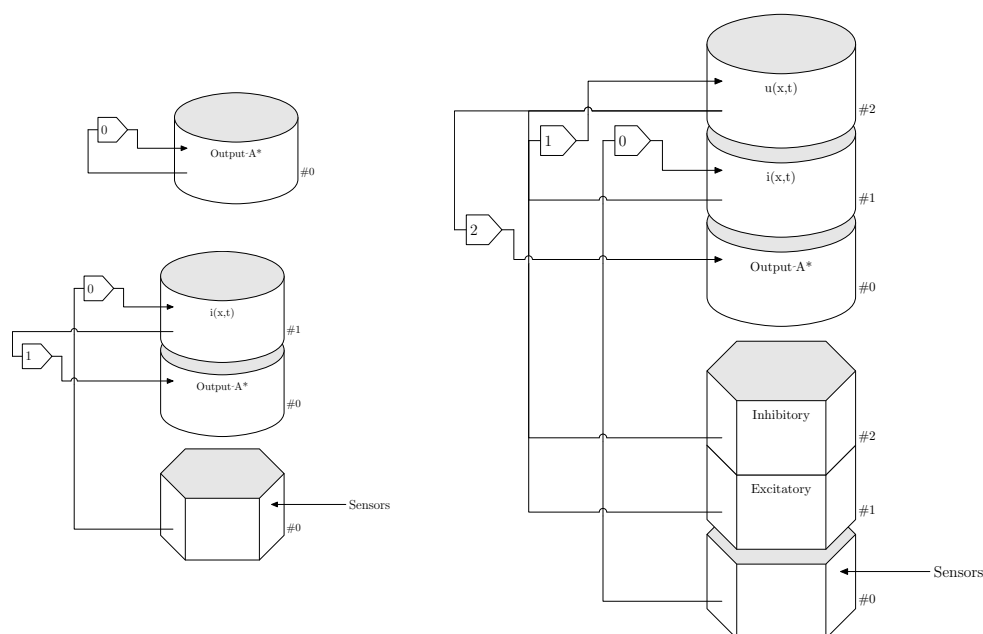 0
Output-A*
#0
0
i(x,t)
#1
1
Output-A*
#0
Sensors
#0
u(x,t)
#2
1
0
i(x,t)
#1
2
Output-A*
#0
Inhibitory
#2
Excitatory
#1
Sensors
#0